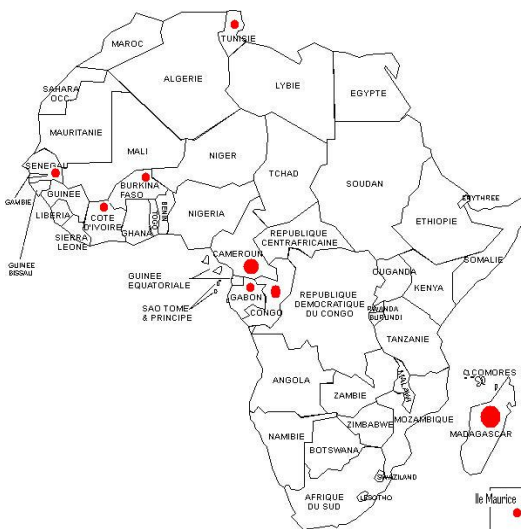 TUNISIE
MAROC
ALGERIE
LYBIE
EGYPTE
SAHARA
OCC.
MAURITANIE
MALI
NIGER
TCHAD
SOUDAN
ERYTHREE
SENEGAL
GAMBIE
GUINEE
BISSAU
GUINEE
LIBERIA
SIERRA
LEONE
COTE
D'IVOIRE
BURKINA
FASO
GHANA
TOGO
BENIN
NIGERIA
CAMEROUN
REPUBLIQUE
CENTRAFRICAINE
ETHIOPIE
SOMALIE
GUINEE
EQUATORIALE
SAO TOME
& PRINCIPE
GABON
CONGO
REPUBLIQUE
DEMOCRATIQUE
DU CONGO
OUGANDA
KENYA
RWANDA
BURUNDI
TANZANIE
COMORES
ANGOLA
ZAMBIE
MALAWI
MOZAMBIQUE
ZIMBABWE
MADAGASCAR
NAMIBIE
BOTSWANA
SWAZILAND
LESOTHO
AFRIQUE
DU SUD
Ile Maurice